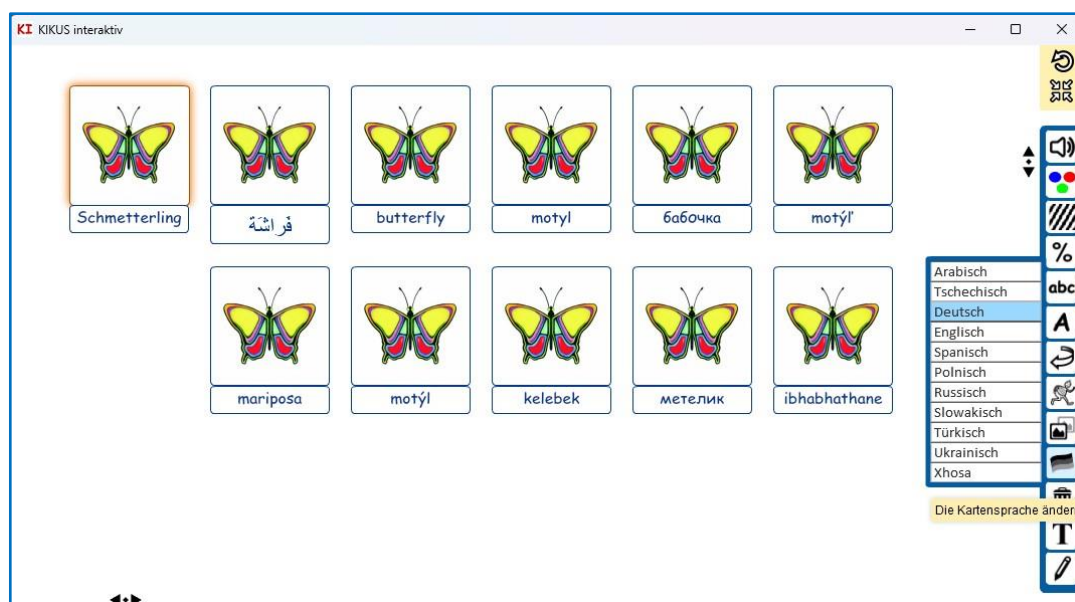 KI KIKUS interaktiv
Schmetterling
فَراشَة
butterfly
motyl
бабочка
motýľ
mariposa
motýl
kelebek
метелик
ibhabhathane
Arabisch
Tschechisch
Deutsch
Englisch
Spanisch
Polnisch
Russisch
Slowakisch
Türkisch
Ukrainisch
Xhosa
%
abc
A
Die Kartensprache änder
T